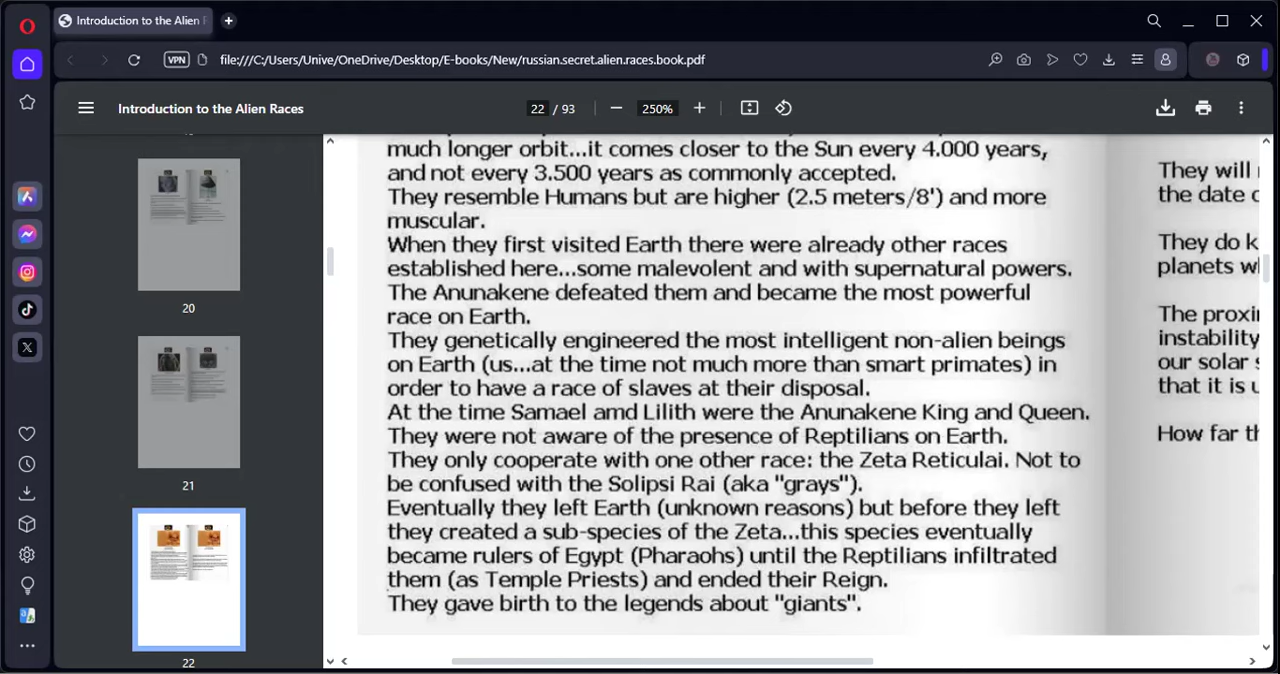 Introduction to the Alien R
VPN
file:///C:/Users/Unive/OneDrive/Desktop/E-books/New/russian.secret.alien.races.book.pdf
Introduction to the Alien Races
22 / 93
250%
20
21
22
much longer orbit...it comes closer to the Sun every 4.000 years,
and not every 3.500 years as commonly accepted.
They resemble Humans but are higher (2.5 meters/8') and more
muscular.
When they first visited Earth there were already other races
established here...some malevolent and with supernatural powers.
The Anunakene defeated them and became the most powerful
race on Earth.
They genetically engineered the most intelligent non-alien beings
on Earth (us...at the time not much more than smart primates) in
order to have a race of slaves at their disposal.
At the time Samael amd Lilith were the Anunakene King and Queen.
They were not aware of the presence of Reptilians on Earth.
They only cooperate with one other race: the Zeta Reticulai. Not to
be confused with the Solipsi Rai (aka "grays").
Eventually they left Earth (unknown reasons) but before they left
they created a sub-species of the Zeta...this species eventually
became rulers of Egypt (Pharaohs) until the Reptilians infiltrated
them (as Temple Priests) and ended their Reign.
They gave birth to the legends about "giants".
They will
the date
They do
planets
The
instability
our solar
that it is
How far